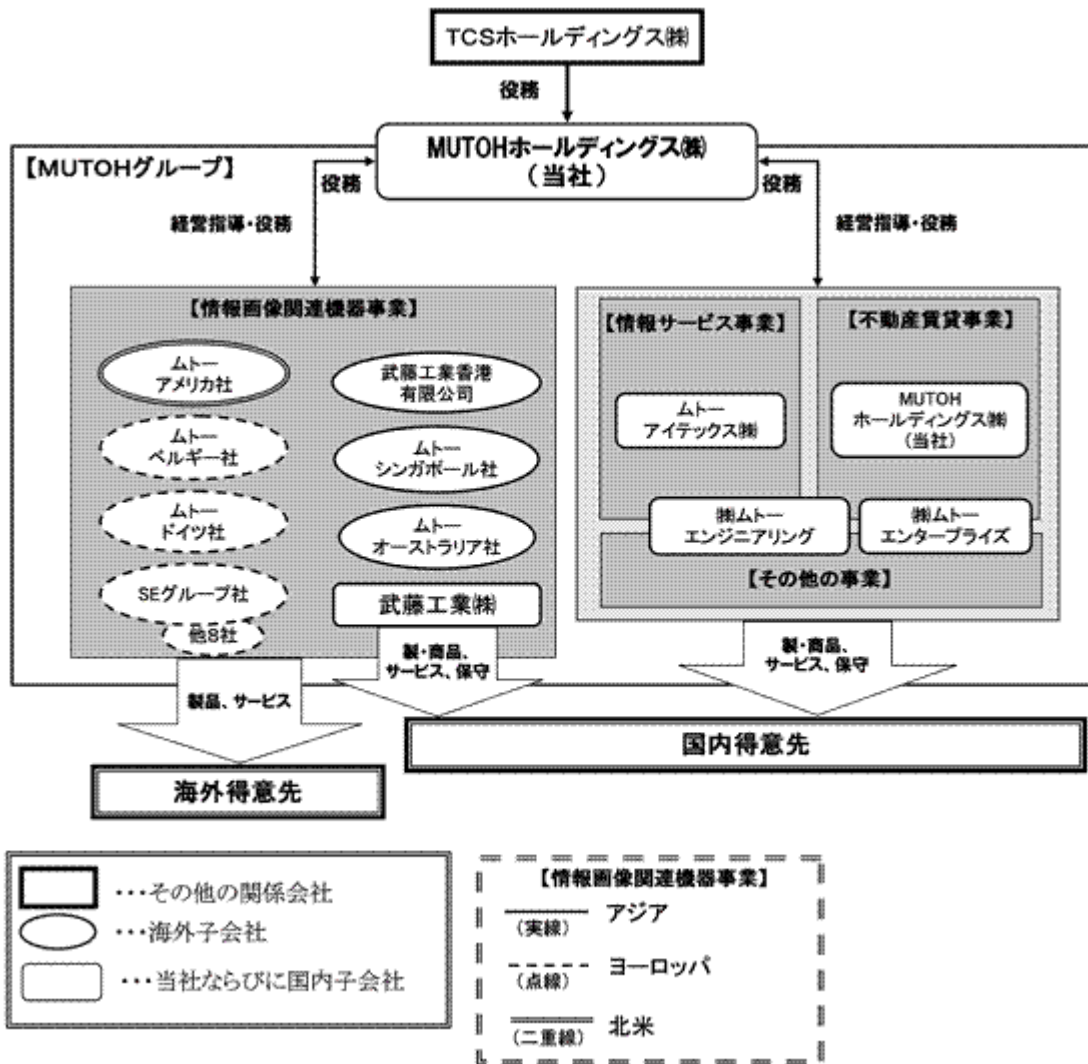 TCSホールディングス㈱
役務
MUTOHホールディングス㈱
（当社）
【MUTOHグループ】
役務
役務
経営指導・役務
経営指導・役務
【情報画像関連機器事業】
ムトー
アメリカ社
ムトー
ベルギー社
ムトー
ドイツ社
SEグループ社
他8社
武藤工業香港
有限公司
ムトー
シンガポール社
ムトー
オーストラリア社
武藤工業㈱
【情報サービス事業】
ムトー
アイテックス㈱
【不動産賃貸事業】
MUTOH
ホールディングス㈱
（当社）
㈱ムトー
エンジニアリング
㈱ムトー
エンタープライズ
【その他の事業】
製品、サービス
製・商品、
サービス、保守
製・商品、
サービス、保守
国内得意先
海外得意先
・・・その他の関係会社
・・・海外子会社
・・・当社ならびに国内子会社
【情報画像関連機器事業】
アジア
（実線）
ヨーロッパ
（点線）
北米
（二重線）